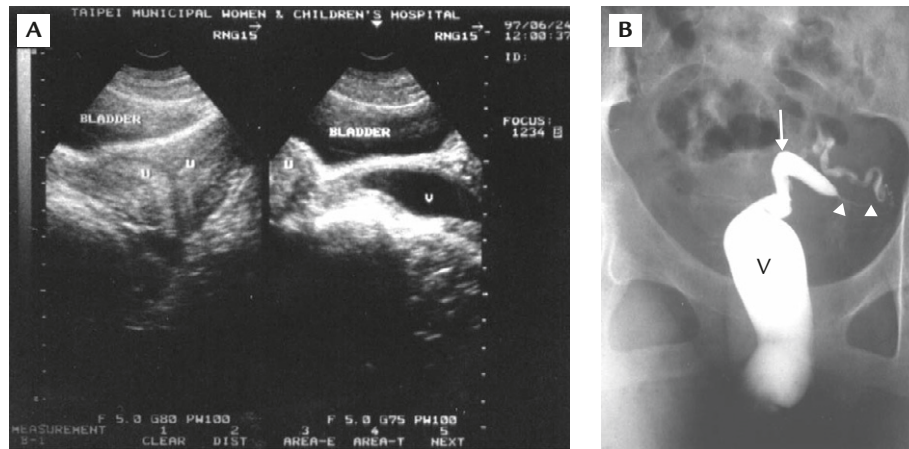 A
TAIPEI MUNICIPAL WOMEN & CHILDREN'S HOSPITAL
97/06/24
12:00:37
RNG15
RNG15
ID:
FOCUS:
1234 B
BLADDER
BLADDER
U
U
U
V
F 5.0 G80 PW100
F 5.0 G75 PW100
MEASUREMENT 1 2 3 4 5
B-1 CLEAR DIST AREA-E AREA-T NEXT
B
V